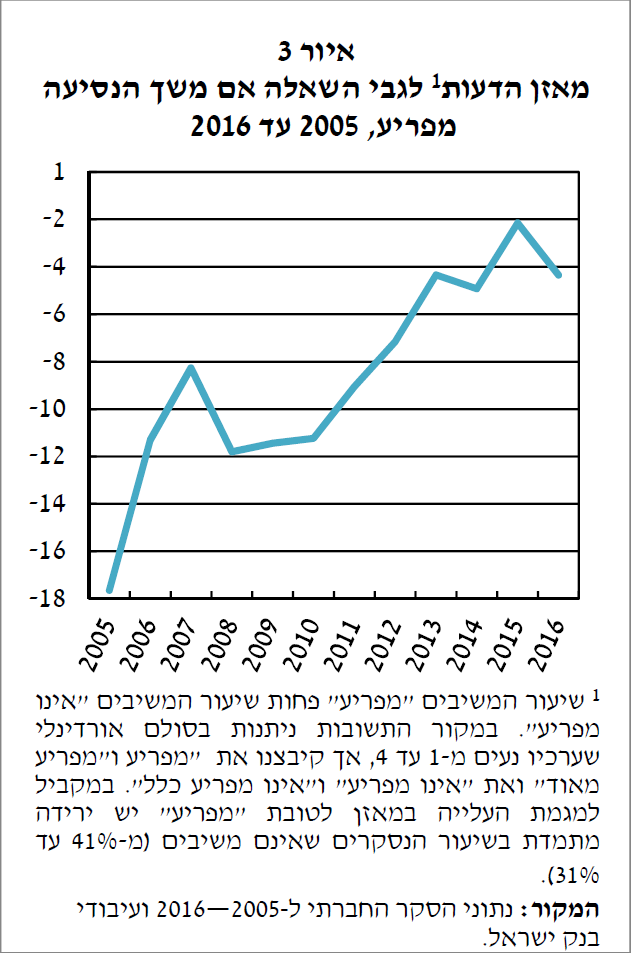 איור 3
מאזן הדעות¹ לגבי השאלה אם משך הנסיעה
מפריע, 2005 עד 2016
1
-2
-4
-6
-8
-10
-12
-14
-16
-18
2005 2006 2007 2008 2009 2010 2011 2012 2013 2014 2015 2016
¹ שיעור המשיבים "מפריע" פחות שיעור המשיבים "אינו
מפריע". במקור התשובות ניתנות בסולם אורדינלי
שערכיו נעים מ-1 עד 4, אך קיבצנו את "מפריע ו"מפריע
מאוד" ואת "אינו מפריע" ו"אינו מפריע כלל". במקביל
למגמת העלייה במאזן לטובת "מפריע" יש ירידה
מתמדת בשיעור הנסקרים שאינם משיבים (מ-41% עד
31%).
המקור: נתוני הסקר החברתי ל-2005—2016 ועיבודי
בנק ישראל.